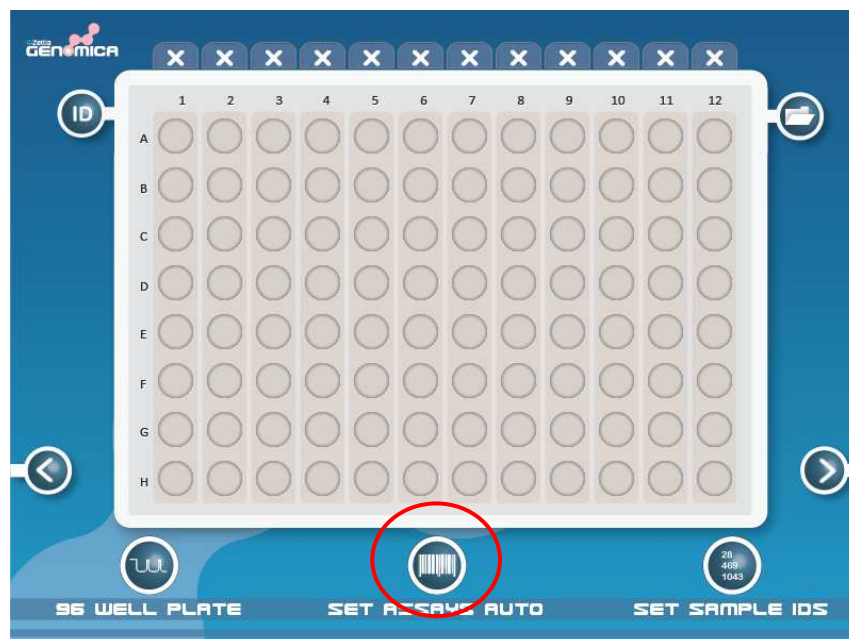 Zetta
GENOMICA
X X X X X X X X X X X X
ID
1 2 3 4 5 6 7 8 9 10 11 12
A
B
C
D
E
F
G
H
28
469
1043
96 WELL PLATE
SET ASSAYS AUTO
SET SAMPLE IDS